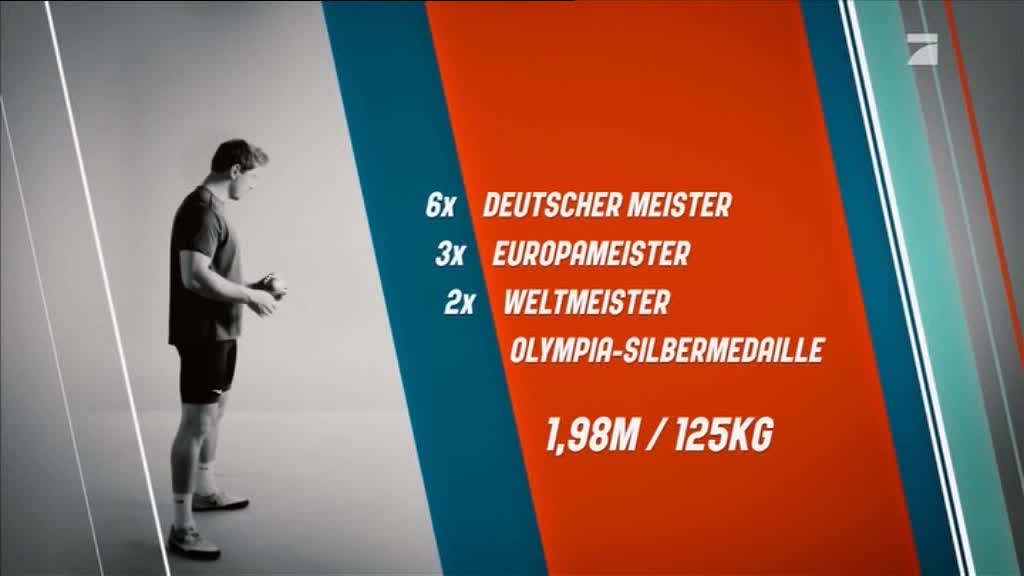 6x DEUTSCHER MEISTER
3x EUROPAMEISTER
2x WELTMEISTER
OLYMPIA-SILBERMEDAILLE
1,98M / 125KG